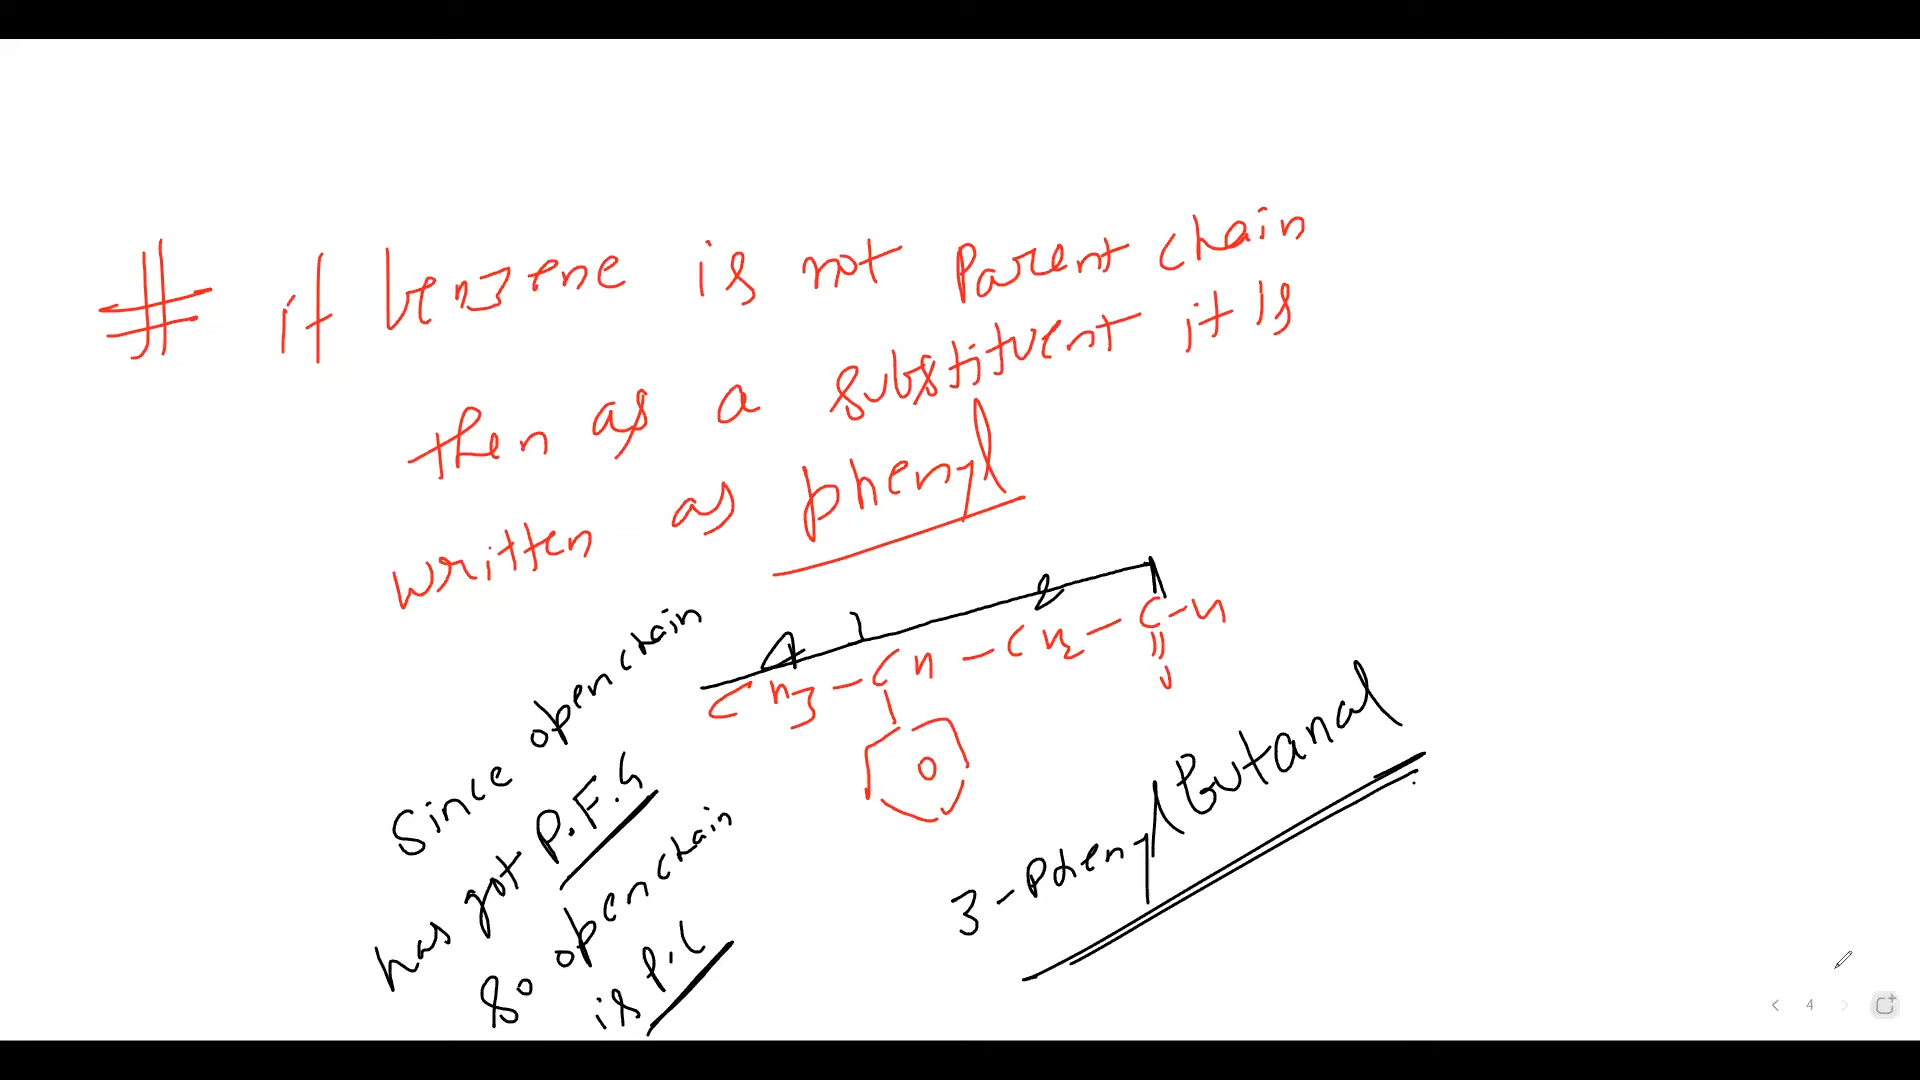 # if benzene is not Parent chain
then as a substituent it is
written as phenyl
4 3 2 1
CH3 - CH - CH2 - C - H
||
O
Since open chain
has got P.F.G
So open chain
is P.C
3-Phenyl Butanal
4